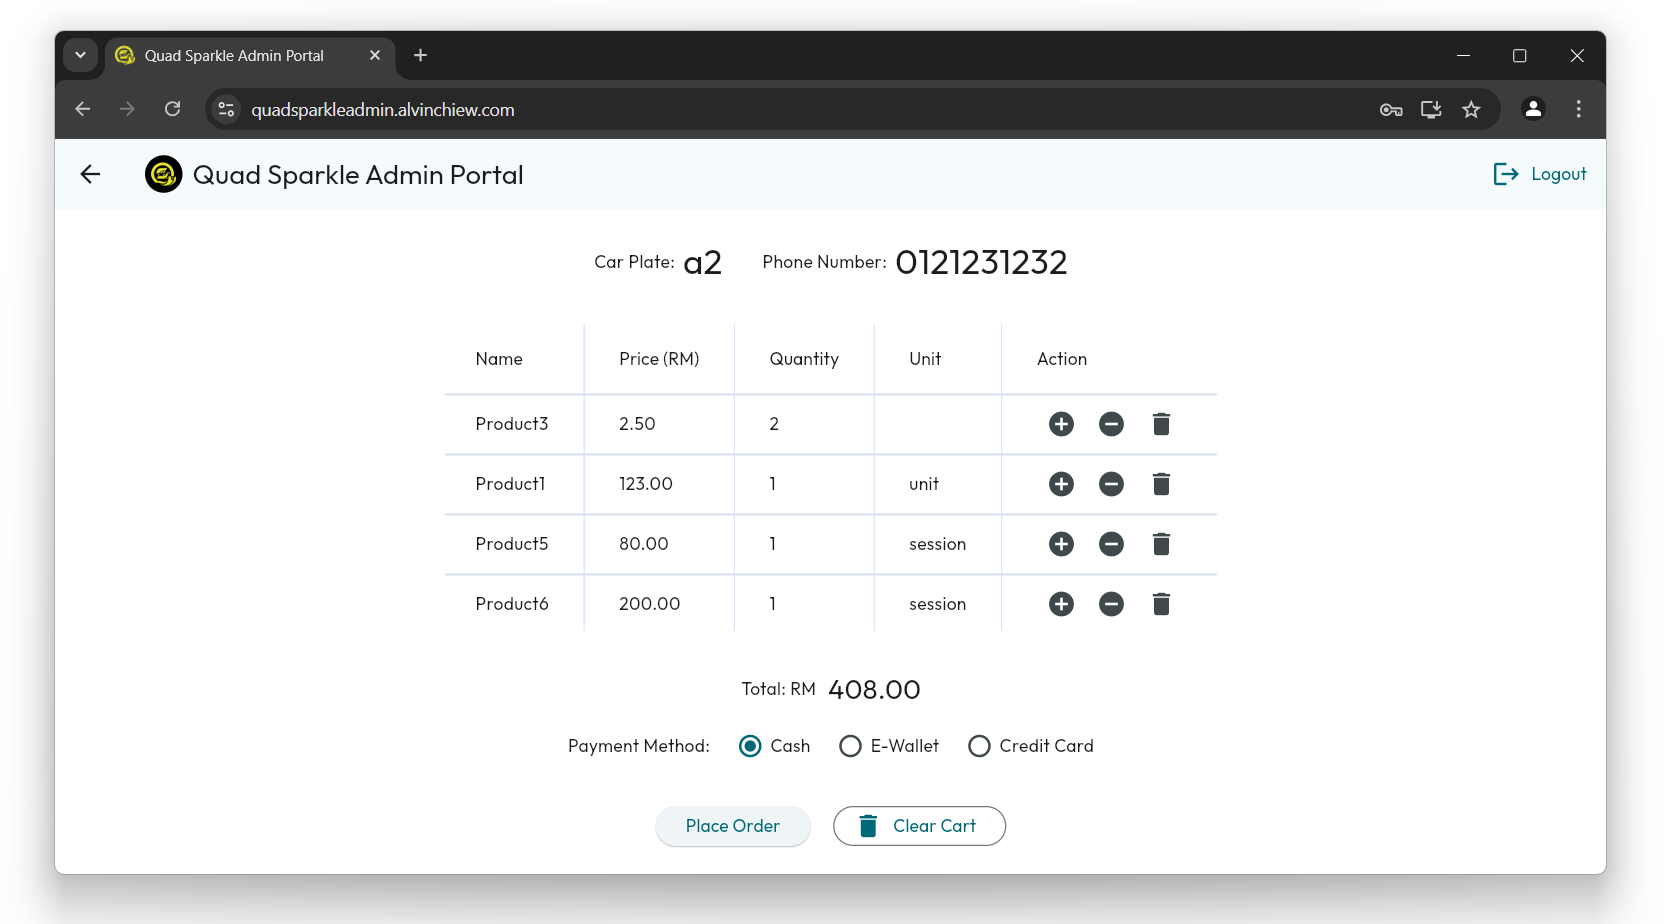 Quad Sparkle Admin Portal
quadsparkleadmin.alvinchiew.com
Quad Sparkle Admin Portal
Logout
Car Plate: a2 Phone Number: 0121231232
Name Price (RM) Quantity Unit Action
Product3 2.50 2
Product1 123.00 1 unit
Product5 80.00 1 session
Product6 200.00 1 session
Total: RM 408.00
Payment Method: Cash E-Wallet Credit Card
Place Order Clear Cart